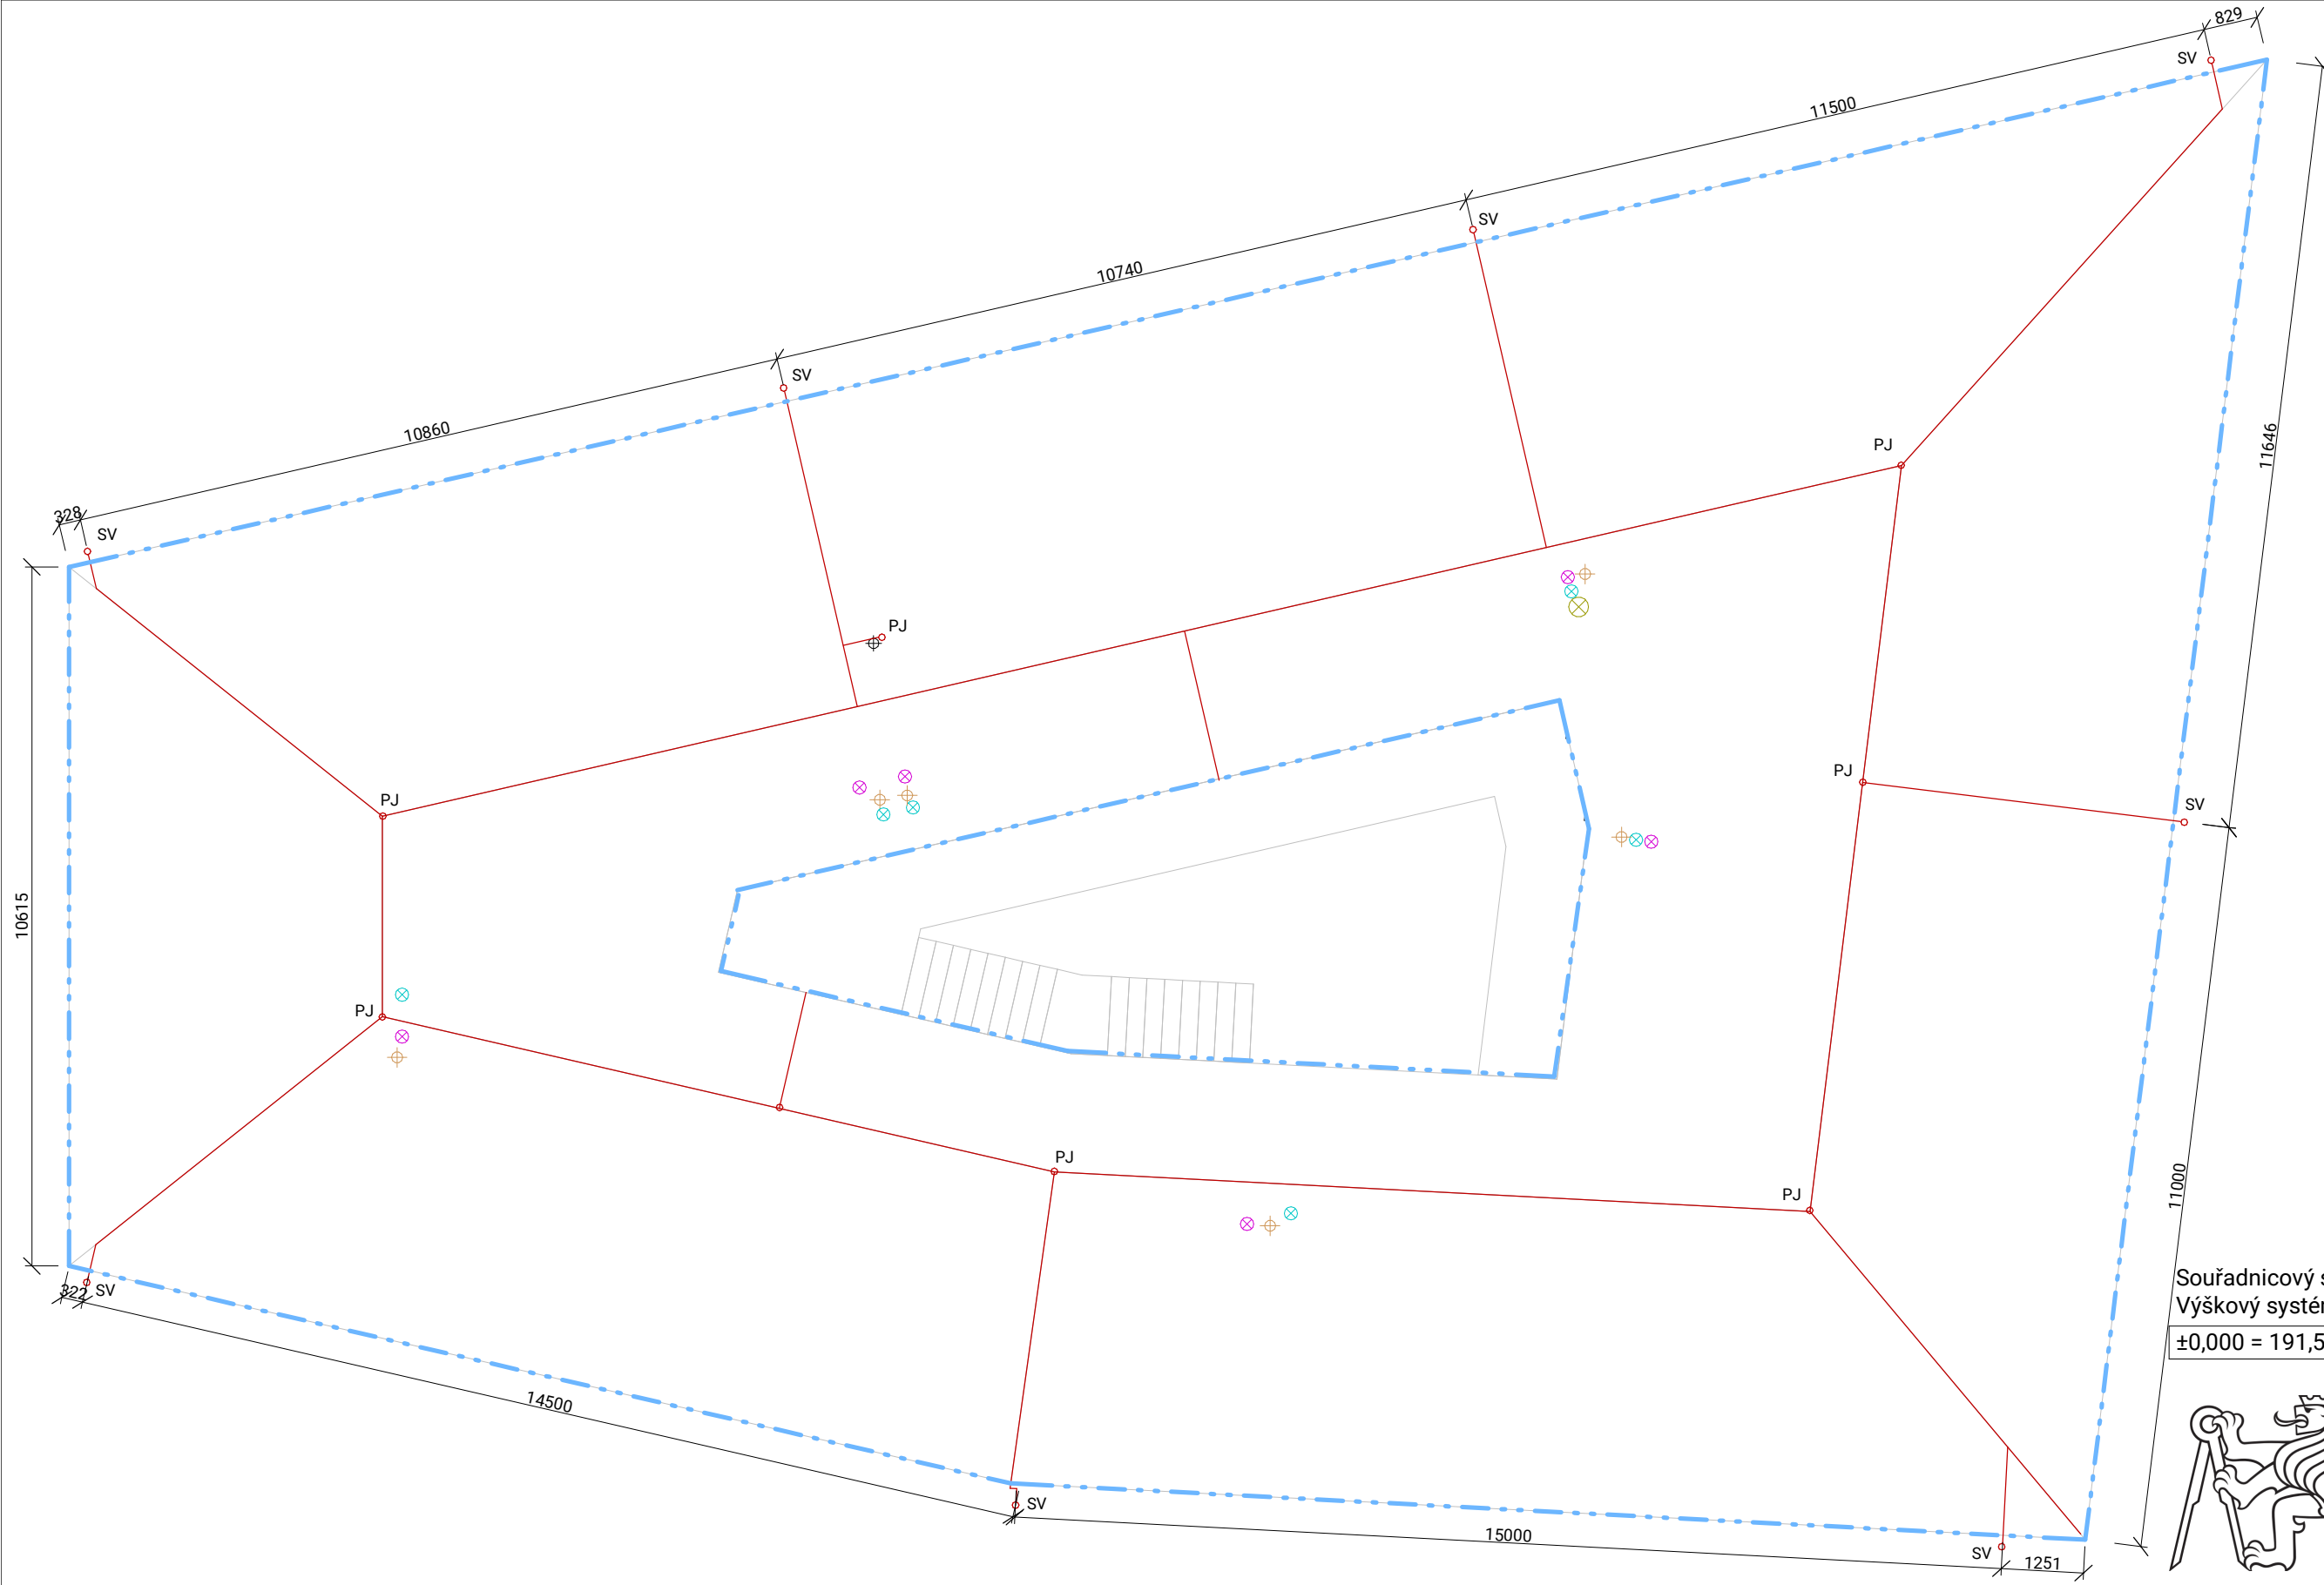 829
SV
11500
SV
10740
SV
10860
328
SV
PJ
11646
PJ
PJ
SV
PJ
10615
PJ
PJ
PJ
11000
Souřadnicový
Výškový
±0,000 = 191,5
322
SV
14500
SV
15000
SV
1251